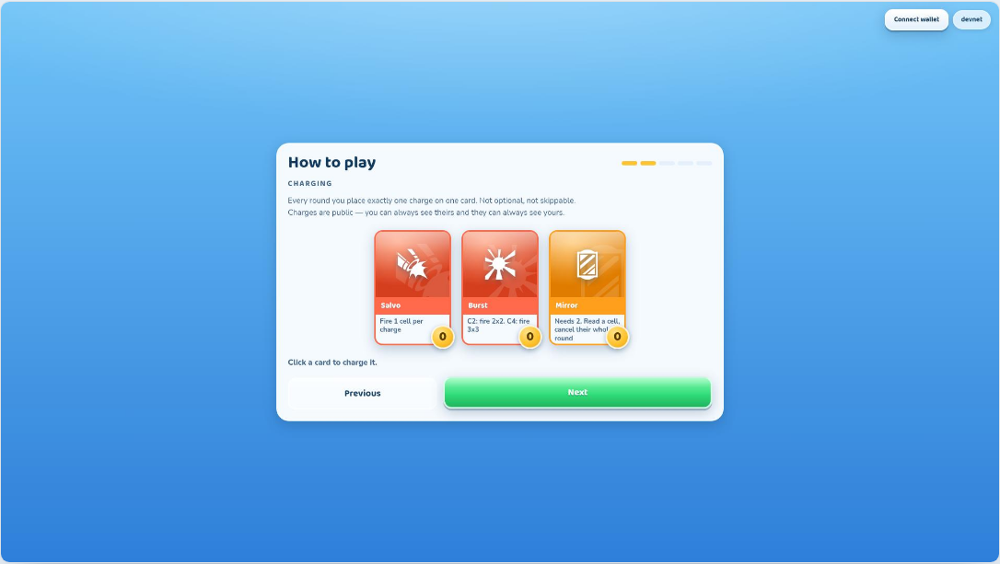 Connect wallet
devnet
How to play
CHARGING
Every round you place exactly one charge on one card. Not optional, not skippable.
Charges are public — you can always see theirs and they can always see yours.
Salvo
Fire 1 cell per
charge
0
Burst
C2: fire 2x2. C4: fire
3x3
0
Mirror
Needs 2. Read a cell,
cancel their whole
round
0
Click a card to charge it.
Previous
Next